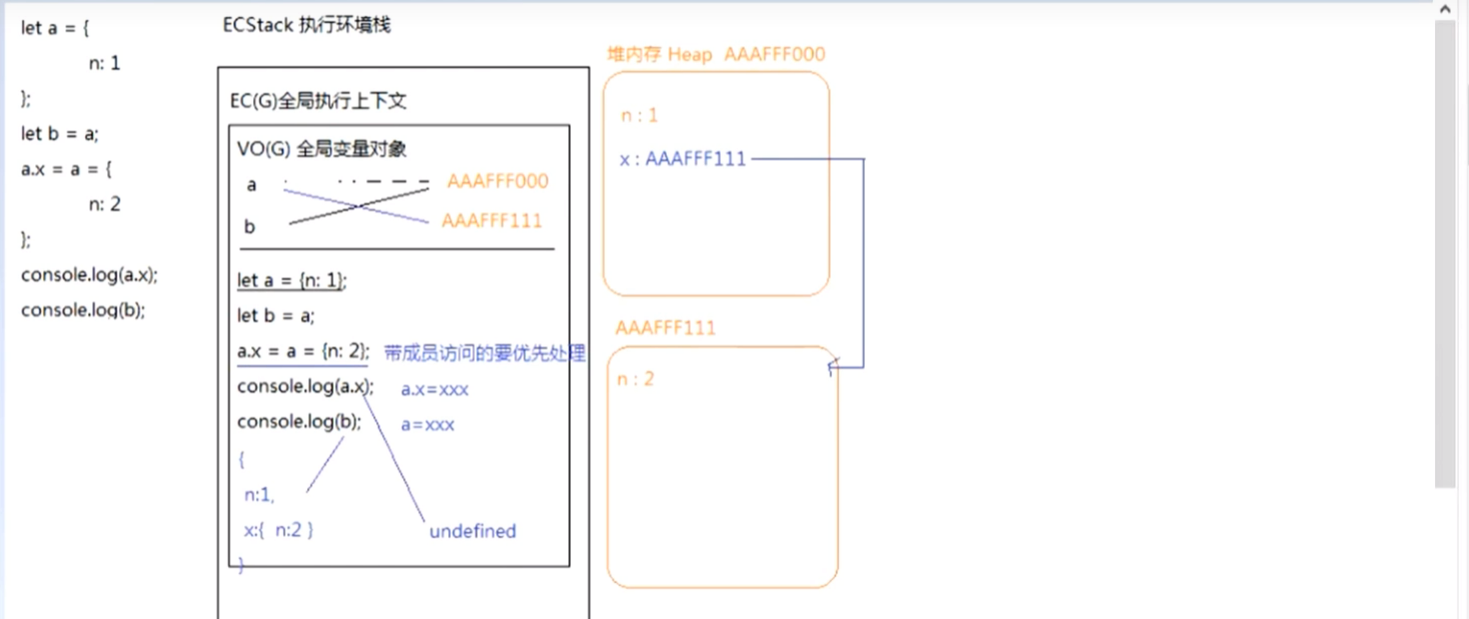 let a = {
n: 1
};
let b = a;
a.x = a = {
n: 2
};
console.log(a.x);
console.log(b);
ECStack 执行环境栈
EC(G)全局执行上下文
VO(G) 全局变量对象
a AAAFFF000
b AAAFFF111
let a = {n: 1};
let b = a;
a.x = a = {n: 2}; 带成员访问的要优先处理
console.log(a.x); a.x=xxx
console.log(b); a=xxx
{
n:1,
x:{ n:2 }
undefined
}
堆内存 Heap AAAFFF000
n : 1
x : AAAFFF111
AAAFFF111
n : 2